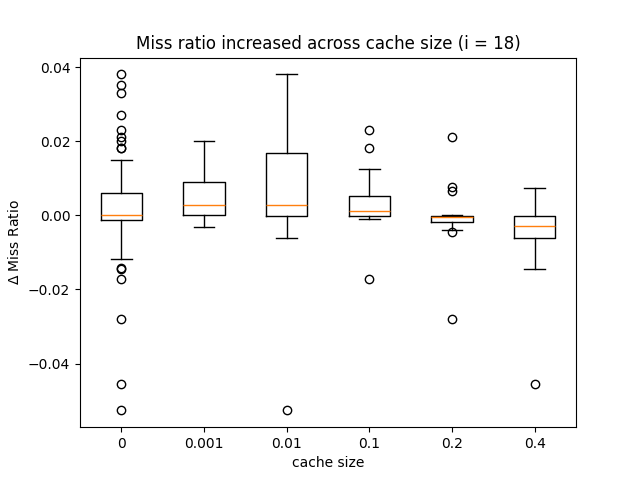 Miss ratio increased across cache size (i = 18)
0.04
0.02
0.00
−0.02
−0.04
Δ Miss Ratio
0 0.001 0.01 0.1 0.2 0.4
cache size